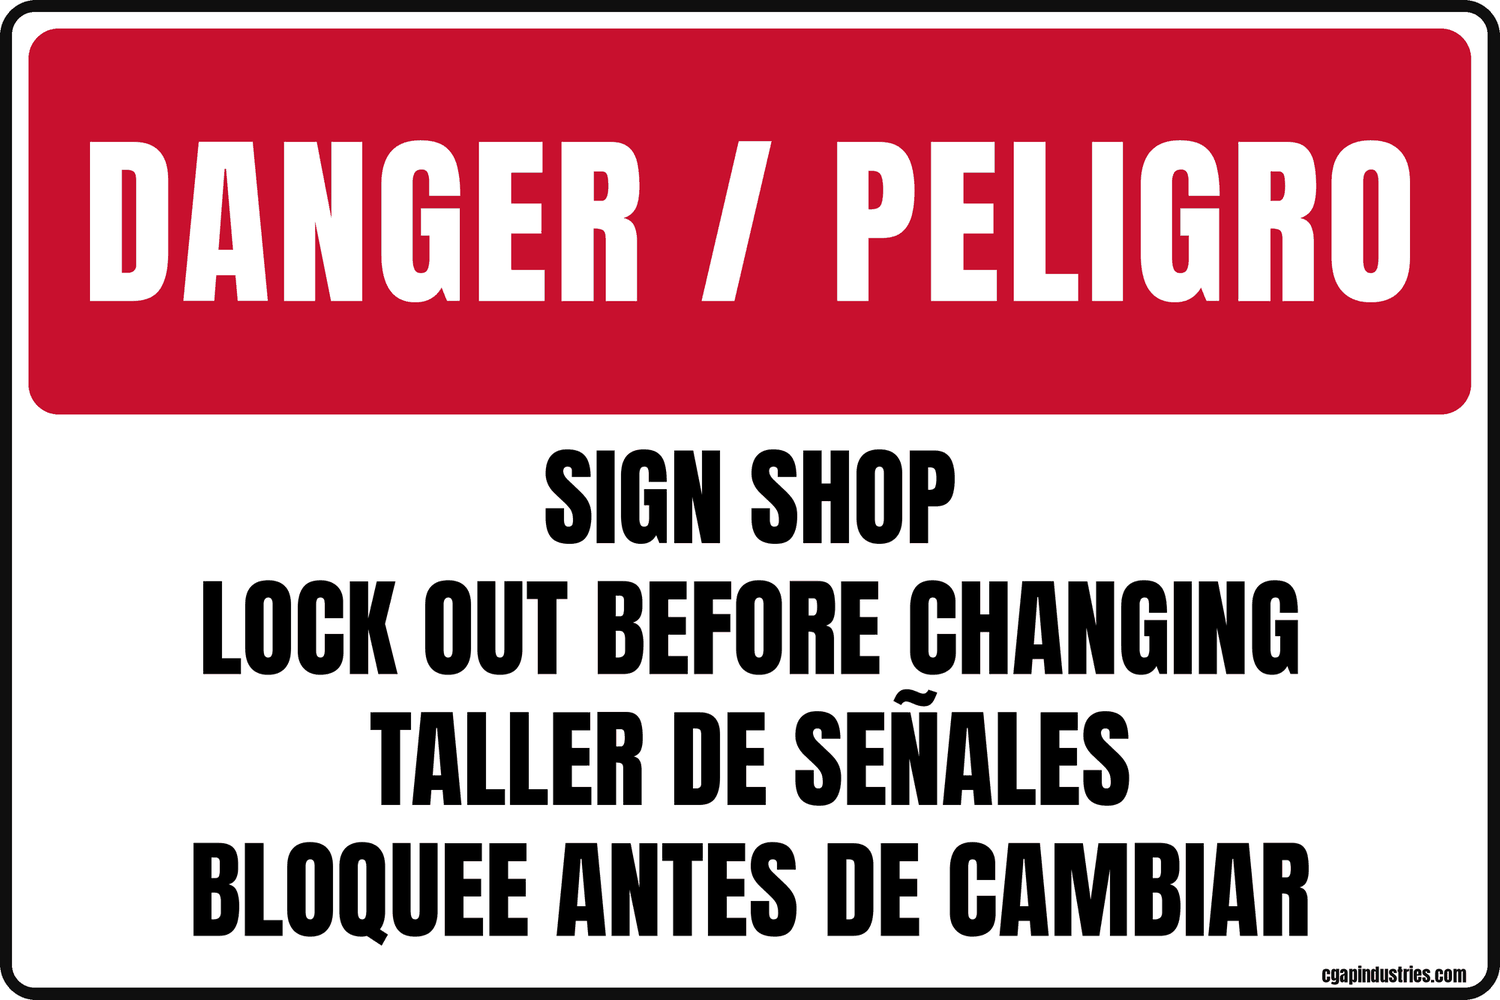 DANGER / PELIGRO
SIGN SHOP
LOCK OUT BEFORE CHANGING
TALLER DE SEÑALES
BLOQUEE ANTES DE CAMBIAR
cgapindustries.com